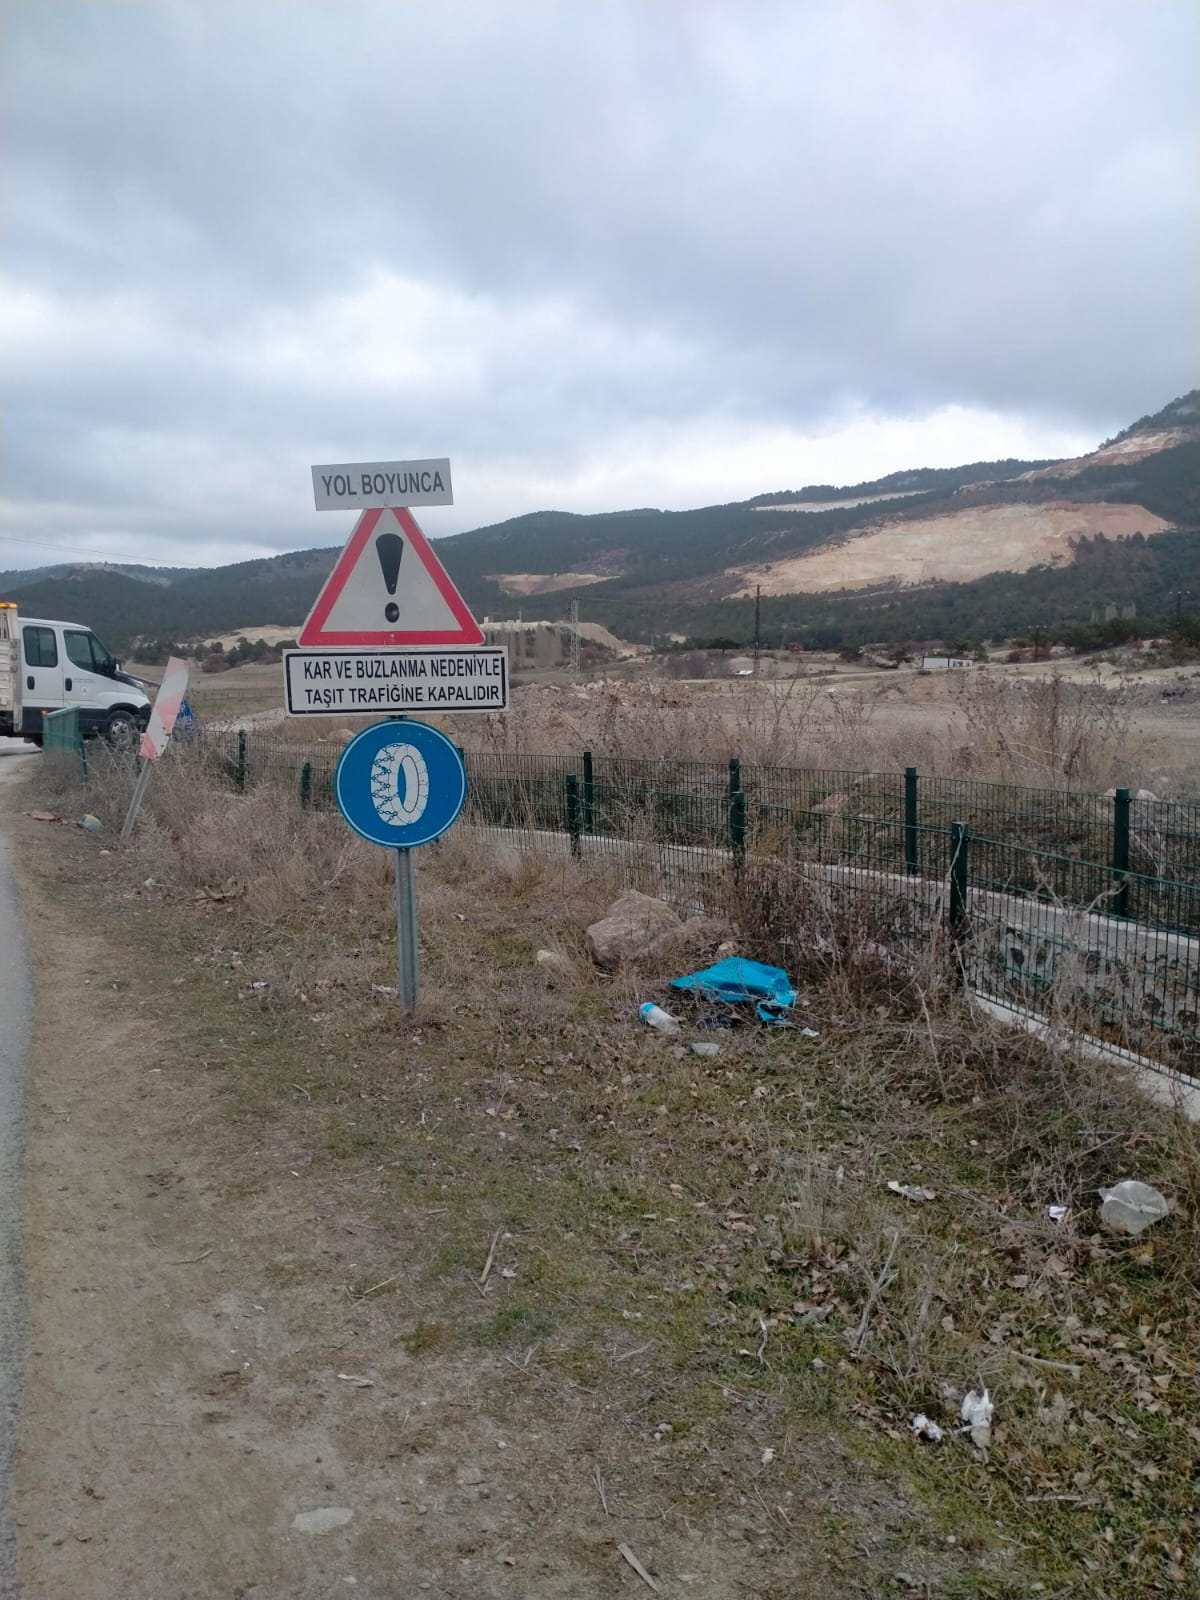 YOL BOYUNCA
KAR VE BUZLANMA NEDENİYLE
TAŞIT TRAFİĞİNE KAPALIDIR